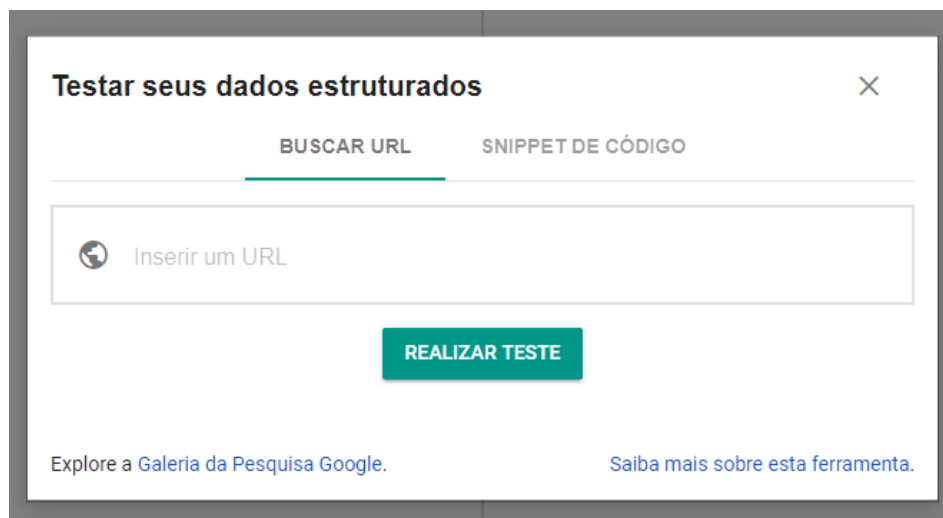 Testar seus dados estruturados
BUSCAR URL
SNIPPET DE CÓDIGO
Inserir um URL
REALIZAR TESTE
Explore a Galeria da Pesquisa Google.
Saiba mais sobre esta ferramenta.